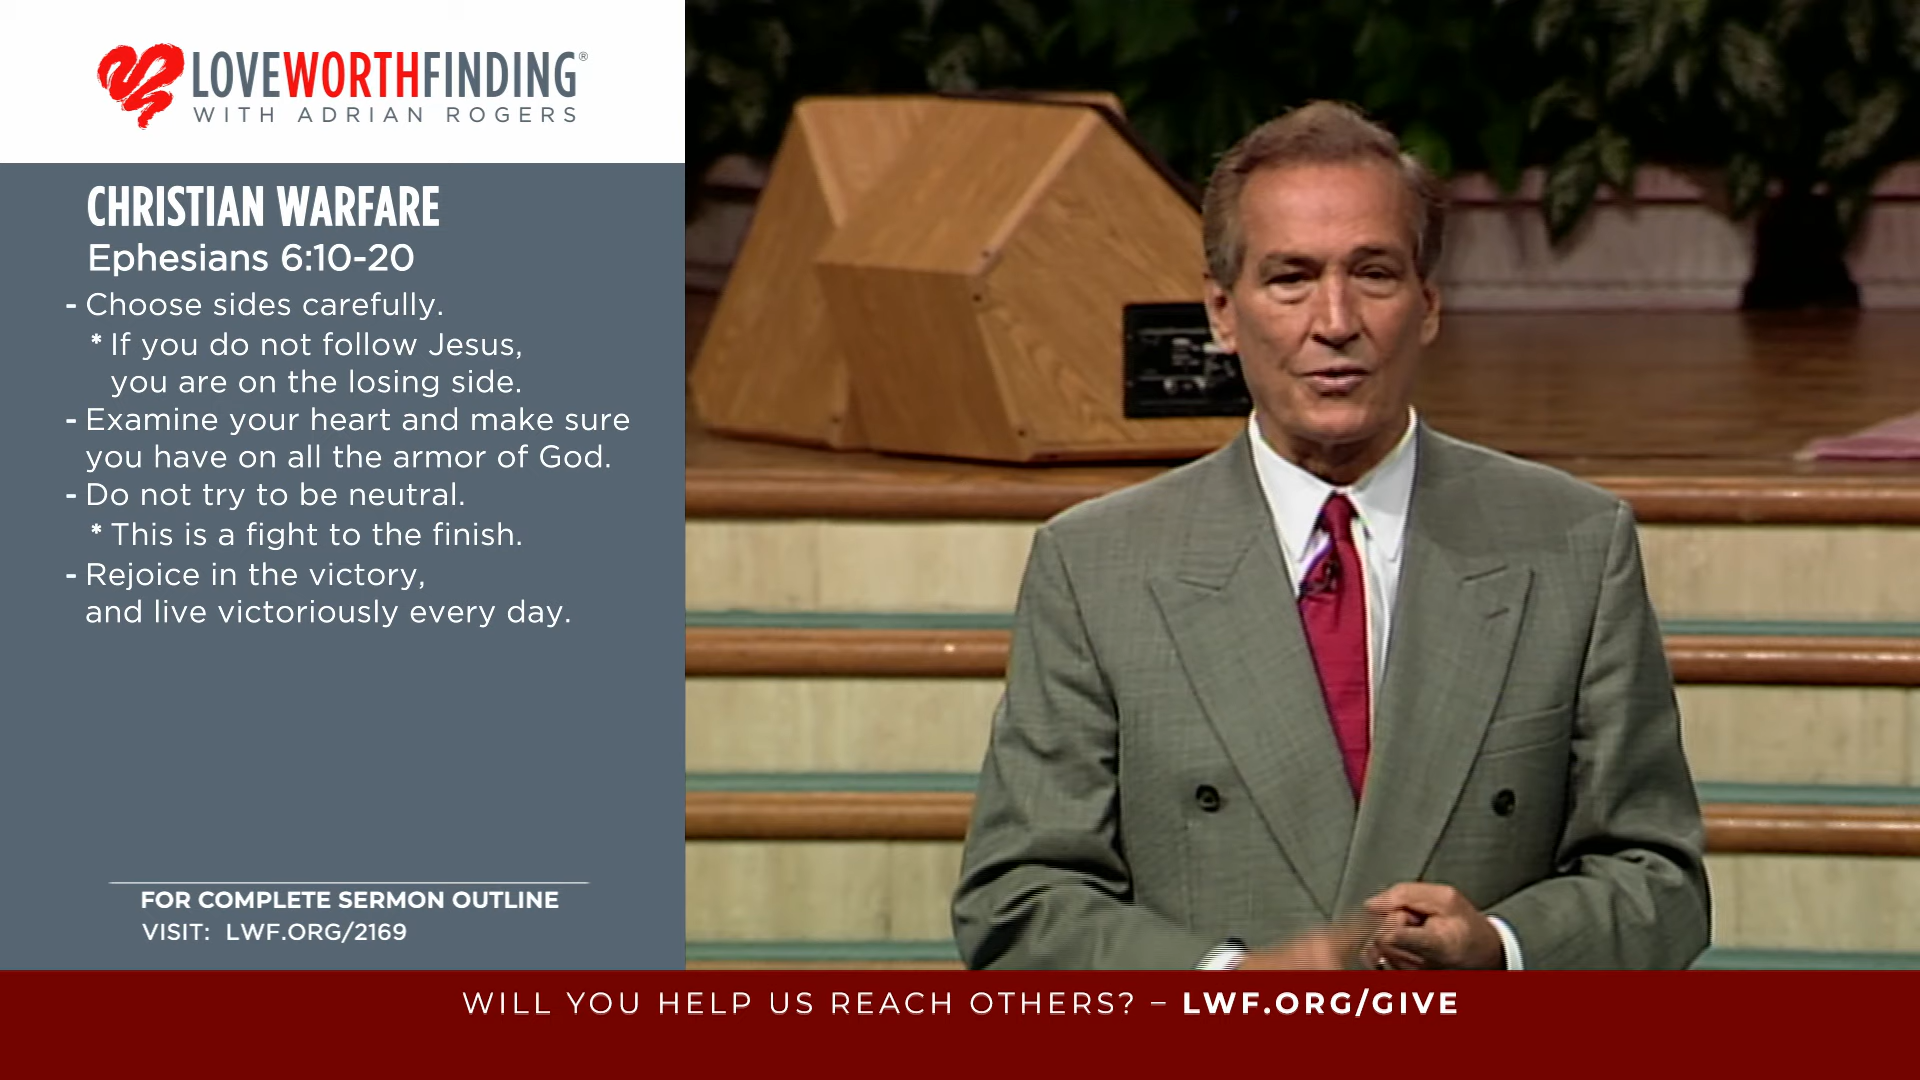 LOVEWORTHFINDING®
WITH ADRIAN ROGERS
CHRISTIAN WARFARE
Ephesians 6:10-20
- Choose sides carefully.
* If you do not follow Jesus,
you are on the losing side.
- Examine your heart and make sure
you have on all the armor of God.
- Do not try to be neutral.
* This is a fight to the finish.
- Rejoice in the victory,
and live victoriously every day.
FOR COMPLETE SERMON OUTLINE
VISIT: LWF.ORG/2169
WILL YOU HELP US REACH OTHERS? – LWF.ORG/GIVE